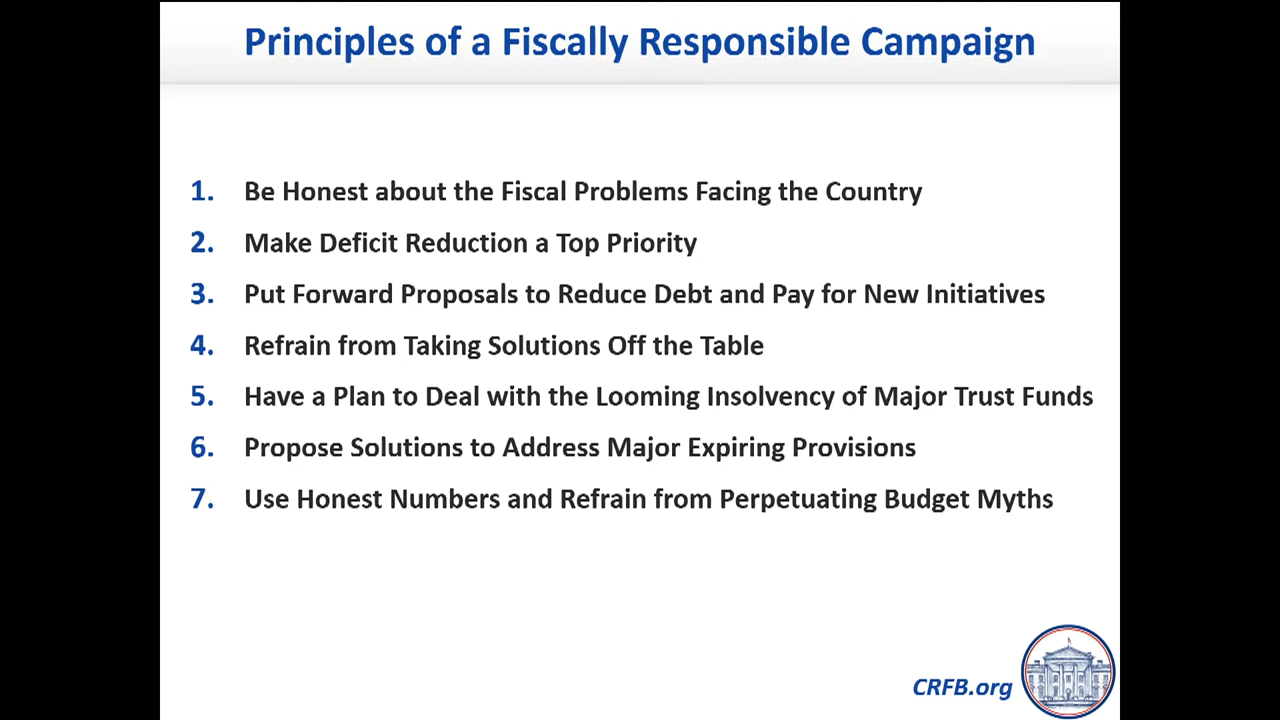 Principles of a Fiscally Responsible Campaign
1. Be Honest about the Fiscal Problems Facing the Country
2. Make Deficit Reduction a Top Priority
3. Put Forward Proposals to Reduce Debt and Pay for New Initiatives
4. Refrain from Taking Solutions Off the Table
5. Have a Plan to Deal with the Looming Insolvency of Major Trust Funds
6. Propose Solutions to Address Major Expiring Provisions
7. Use Honest Numbers and Refrain from Perpetuating Budget Myths
CRFB.org